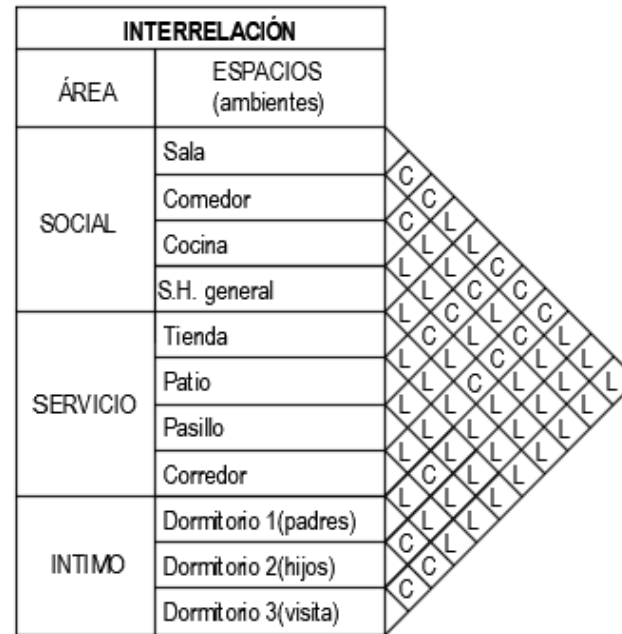 INTERRELACIÓN
ÁREA
ESPACIOS
(ambientes)
SOCIAL
Sala
Comedor
Cocina
S.H. general
SERVICIO
Tienda
Patio
Pasillo
Corredor
INTIMO
Dormitorio 1(padres)
Dormitorio 2(hijos)
Dormitorio 3(visita)
C
C
C L
L L
L L C
L C C
L C L C
C L C L
L L C L L
L C L L L
L L L L L
L L L L
L L L L
C L L
L L L
L L
C L
C
C